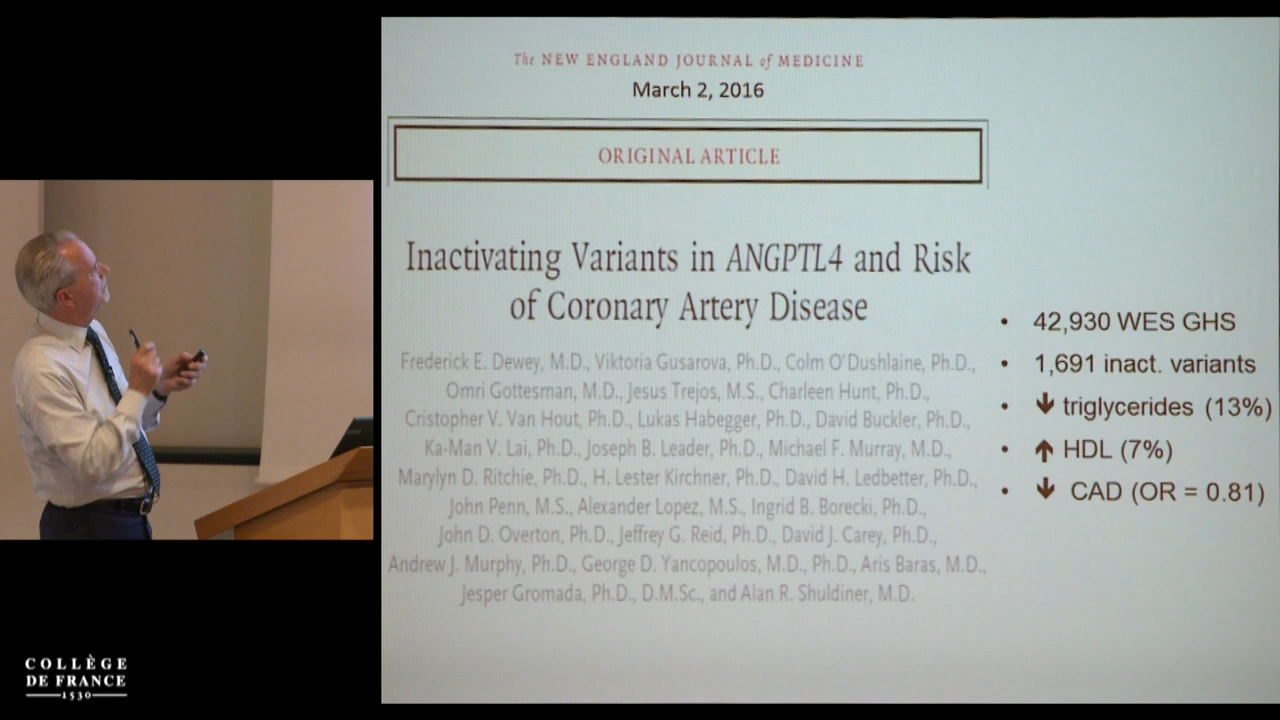 The NEW ENGLAND JOURNAL of MEDICINE
March 2, 2016
ORIGINAL ARTICLE
Inactivating Variants in ANGPTL4 and Risk
of Coronary Artery Disease
Frederick E. Dewey, M.D., Viktoria Gusarova, Ph.D., Colm O'Dushlaine, Ph.D.,
Omri Gottesman, M.D., Jesus Trejos, M.S., Charleen Hunt, Ph.D.,
Cristopher V. Van Hout, Ph.D., Lukas Habegger, Ph.D., David Buckler, Ph.D.,
Ka-Man V. Lai, Ph.D., Joseph B. Leader, Ph.D., Michael F. Murray, M.D.,
Marylyn D. Ritchie, Ph.D., H. Lester Kirchner, Ph.D., David H. Ledbetter, Ph.D.,
John Penn, M.S., Alexander Lopez, M.S., Ingrid B. Borecki, Ph.D.,
John D. Overton, Ph.D., Jeffrey G. Reid, Ph.D., David J. Carey, Ph.D.,
Andrew J. Murphy, Ph.D., George D. Yancopoulos, M.D., Ph.D., Aris Baras, M.D.,
Jesper Gromada, Ph.D., D.M.Sc., and Alan R. Shuldiner, M.D.
• 42,930 WES GHS
• 1,691 inact. variants
• ↓ triglycerides (13%)
• ↑ HDL (7%)
• ↓ CAD (OR = 0.81)
COLLÈGE
DE FRANCE
1530